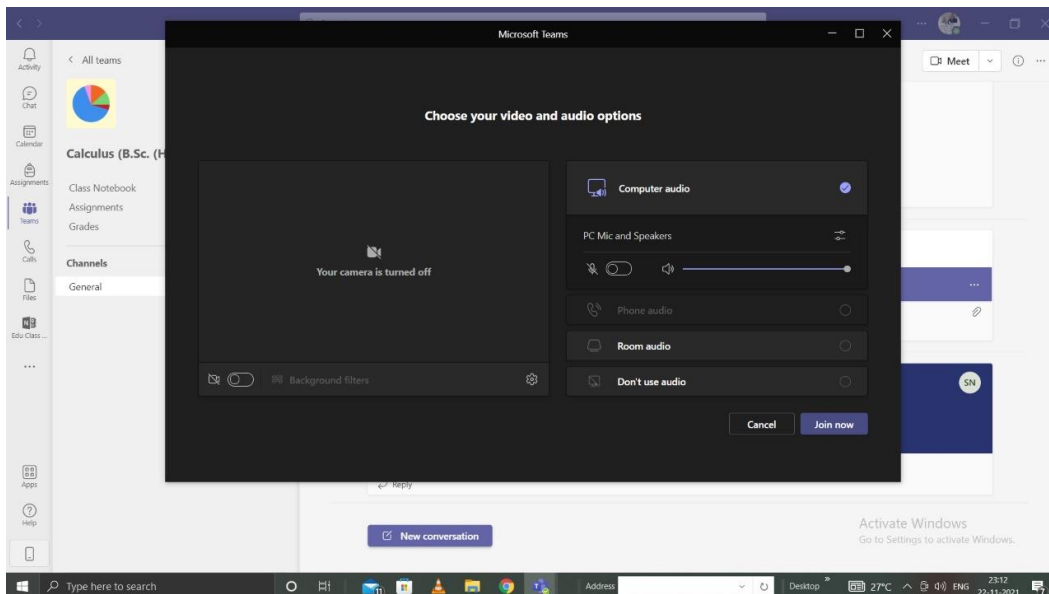 Microsoft Teams
Activity
Chat
Calendar
Assignments
Teams
Calls
Files
Edu Class ...
...
Apps
Help
All teams
Calculus (B.Sc. (H
Class Notebook
Assignments
Grades
Channels
General
Meet
Choose your video and audio options
Your camera is turned off
Background filters
Computer audio
PC Mic and Speakers
Phone audio
Room audio
Don't use audio
Cancel
Join now
SN
Reply
New conversation
Activate Windows
Go to Settings to activate Windows.
Type here to search
Address
Desktop
27°C
ENG
23:12
22-11-2021